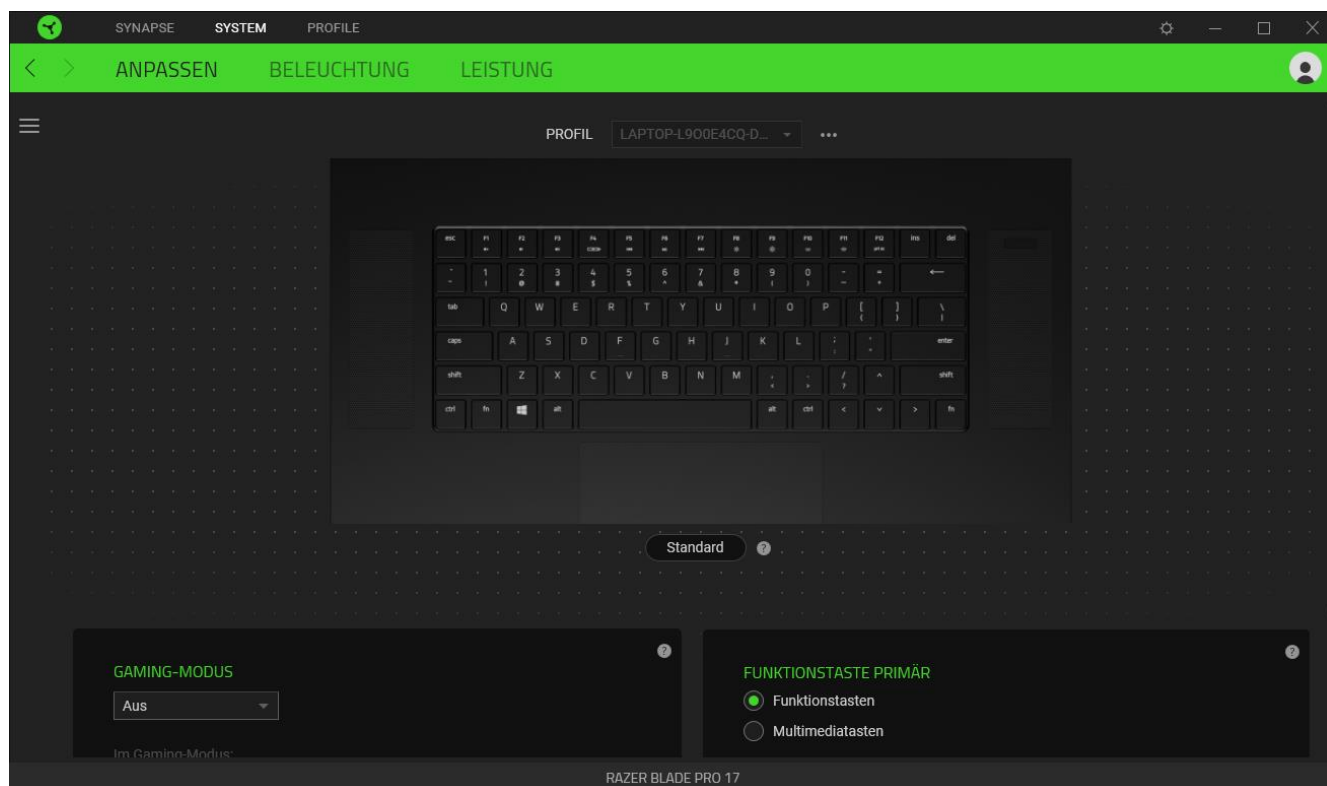 SYNAPSE SYSTEM PROFILE
ANPASSEN BELEUCHTUNG LEISTUNG
PROFIL LAPTOP-L9O0E4CQ-D... •••
esc F1 F2 F3 F4 F5 F6 F7 F8 F9 F10 F11 F12 ins del
1 2 3 4 5 6 7 8 9 0 - =
! @ # $ % ^ & * ( ) _ +
tab Q W E R T Y U I O P [ ] \
{ } |
caps A S D F G H J K L ; ' enter
: "
shift Z X C V B N M , . / ^ shift
< > ?
ctrl fn alt alt ctrl < v > fn
Standard ?
GAMING-MODUS ?
Aus
Im Gaming-Modus:
FUNKTIONSTASTE PRIMÄR ?
Funktionstasten
Multimediatasten
RAZER BLADE PRO 17